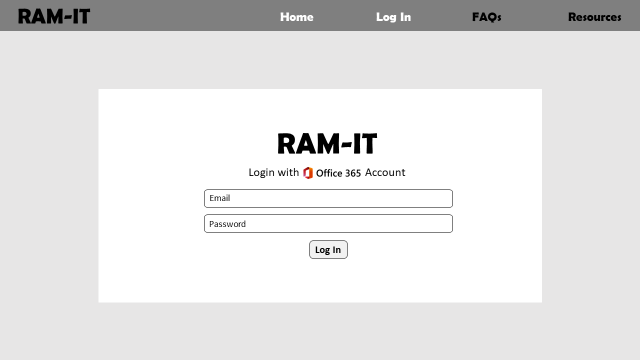 RAM-IT Home Log In FAQs Resources
RAM-IT
Login with Office 365 Account
Email
Password
Log In